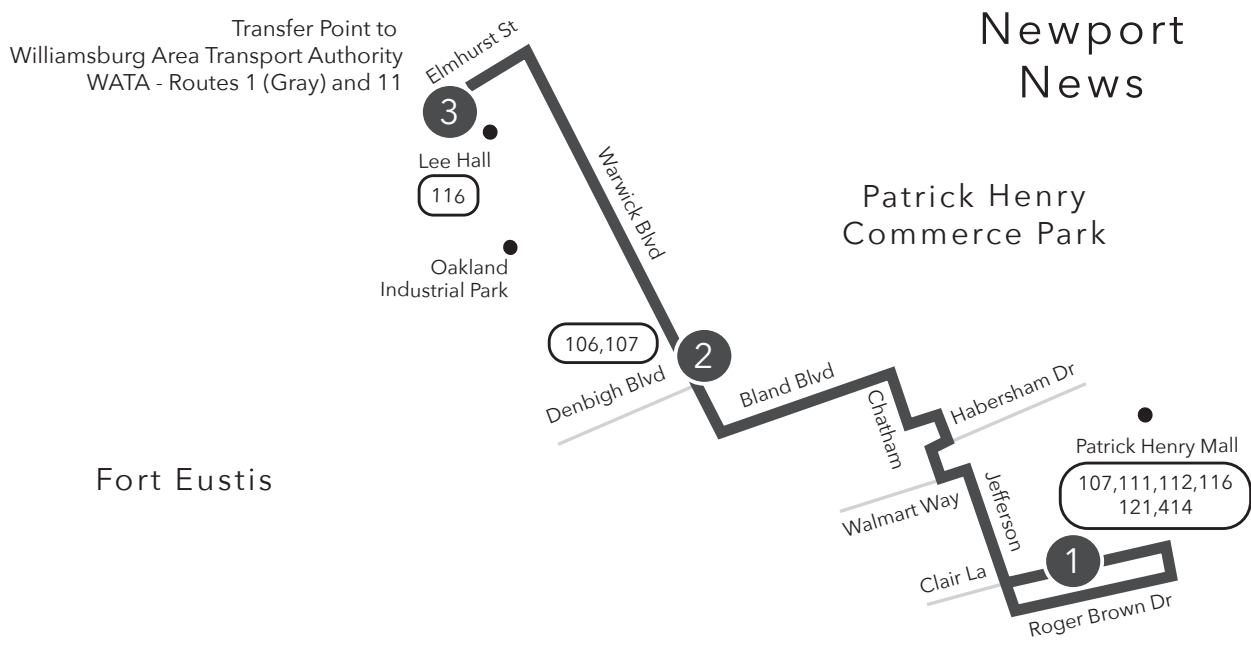 Transfer Point to
Williamsburg Area Transport Authority
WATA - Routes 1 (Gray) and 11
Elmhurst St
Newport
News
3
Lee Hall
116
Warwick Blvd
Patrick Henry
Commerce Park
Oakland
Industrial Park
106,107
2
Denbigh Blvd
Bland Blvd
Chatham
Habersham Dr
Patrick Henry Mall
107,111,112,116
121,414
Fort Eustis
Walmart Way
Jefferson
1
Clair La
Roger Brown Dr